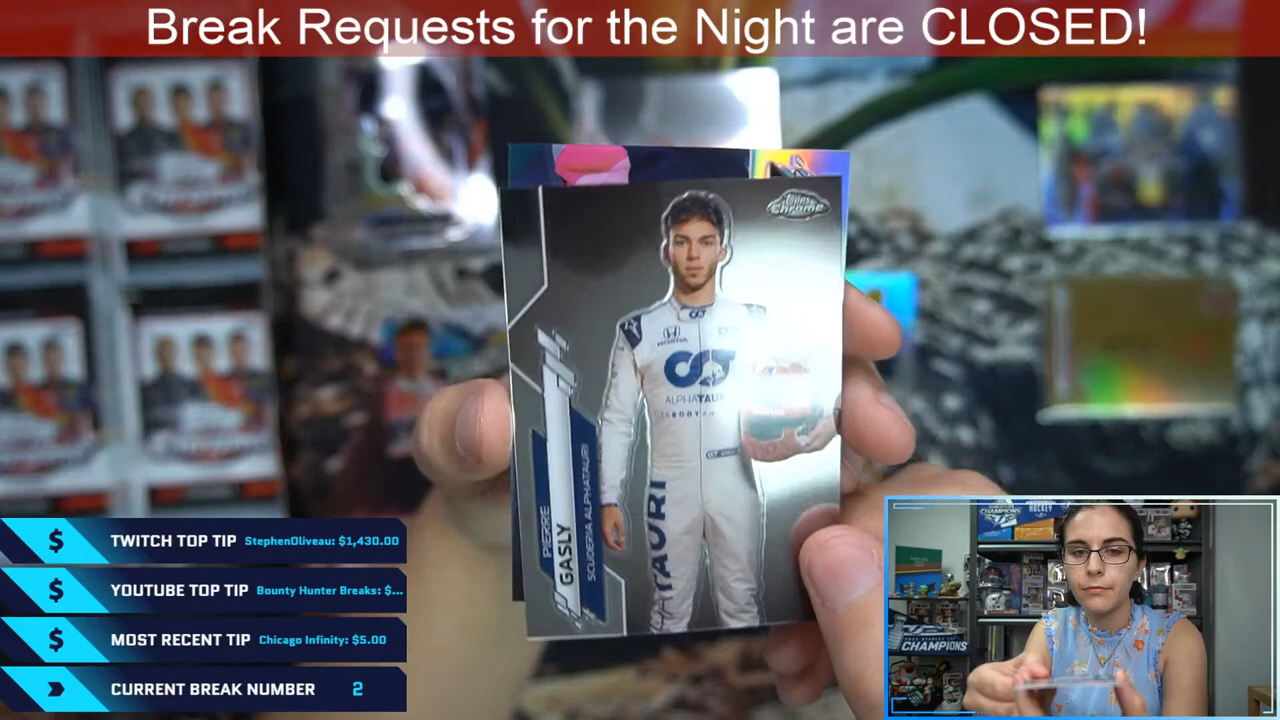 Break Requests for the Night are CLOSED!
Topps
Chrome
HONDA
ALPHATAU
PIERRE
GASLY
SCUDERIA ALPHATAURI
TAURI
CHAMPIONS
HOCKEY
CHAMPIONS
$ TWITCH TOP TIP StephenOliveau: $1,430.00
$ YOUTUBE TOP TIP Bounty Hunter Breaks: $...
$ MOST RECENT TIP Chicago Infinity: $5.00
CURRENT BREAK NUMBER 2